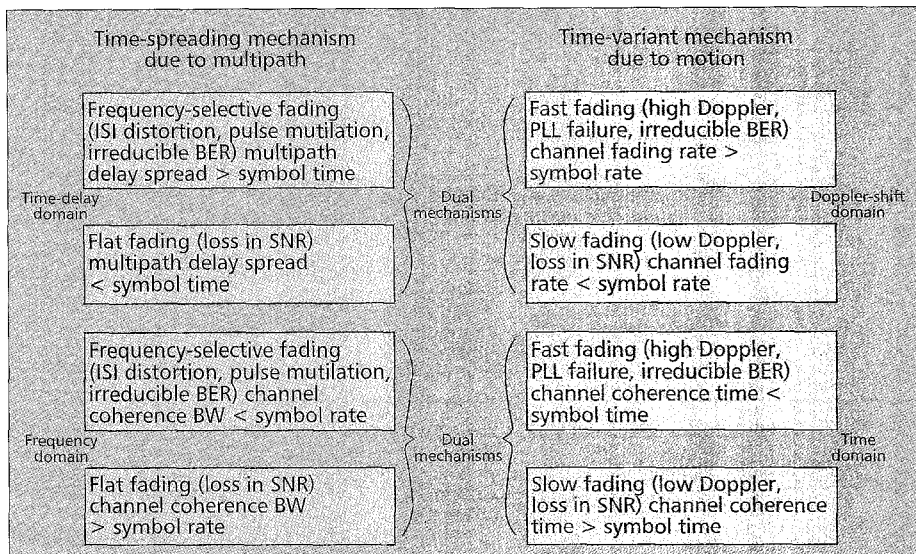 Time-spreading mechanism
due to multipath
Time-variant mechanism
due to motion
Frequency-selective fading
(ISI distortion, pulse mutilation,
irreducible BER) multipath
delay spread > symbol time
Fast fading (high Doppler,
PLL failure, irreducible BER)
channel fading rate >
symbol rate
Time-delay
domain
Dual
mechanisms
Doppler-shift
domain
Flat fading (loss in SNR)
multipath delay spread
< symbol time
Slow fading (low Doppler,
loss in SNR) channel fading
rate < symbol rate
Frequency-selective fading
(ISI distortion, pulse mutilation,
irreducible BER) channel
coherence BW < symbol rate
Fast fading (high Doppler,
PLL failure, irreducible BER)
channel coherence time <
symbol time
Frequency
domain
Dual
mechanisms
Time
domain
Flat fading (loss in SNR)
channel coherence BW
> symbol rate
Slow fading (low Doppler,
loss in SNR) channel coherence
time > symbol time